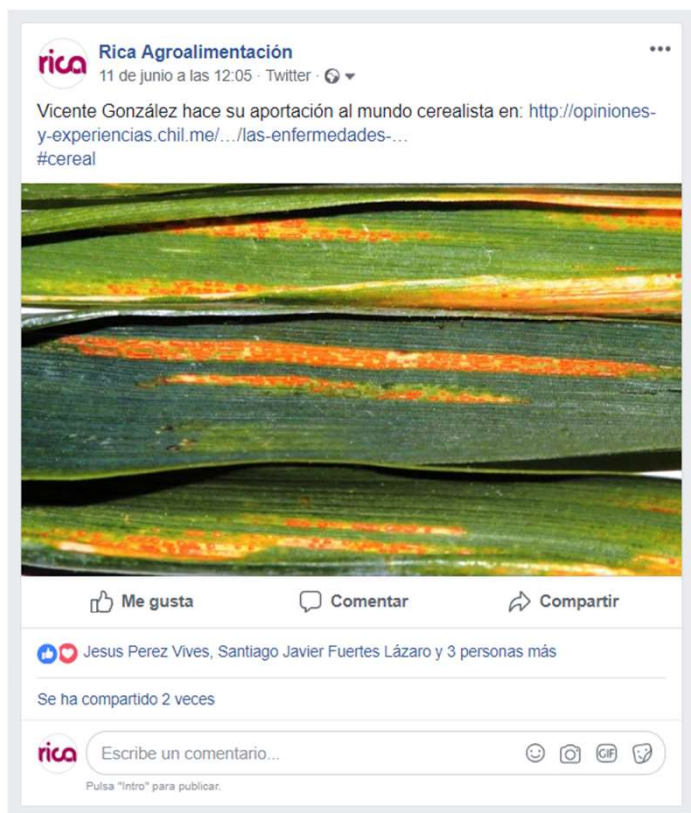 rica
Rica Agroalimentación
11 de junio a las 12:05 · Twitter ·
Vicente González hace su aportación al mundo cerealista en: http://opiniones-
y-experiencias.chil.me/…/las-enfermedades-…
#cereal
Me gusta Comentar Compartir
Jesus Perez Vives, Santiago Javier Fuertes Lázaro y 3 personas más
Se ha compartido 2 veces
rica Escribe un comentario... GIF
Pulsa "Intro" para publicar.